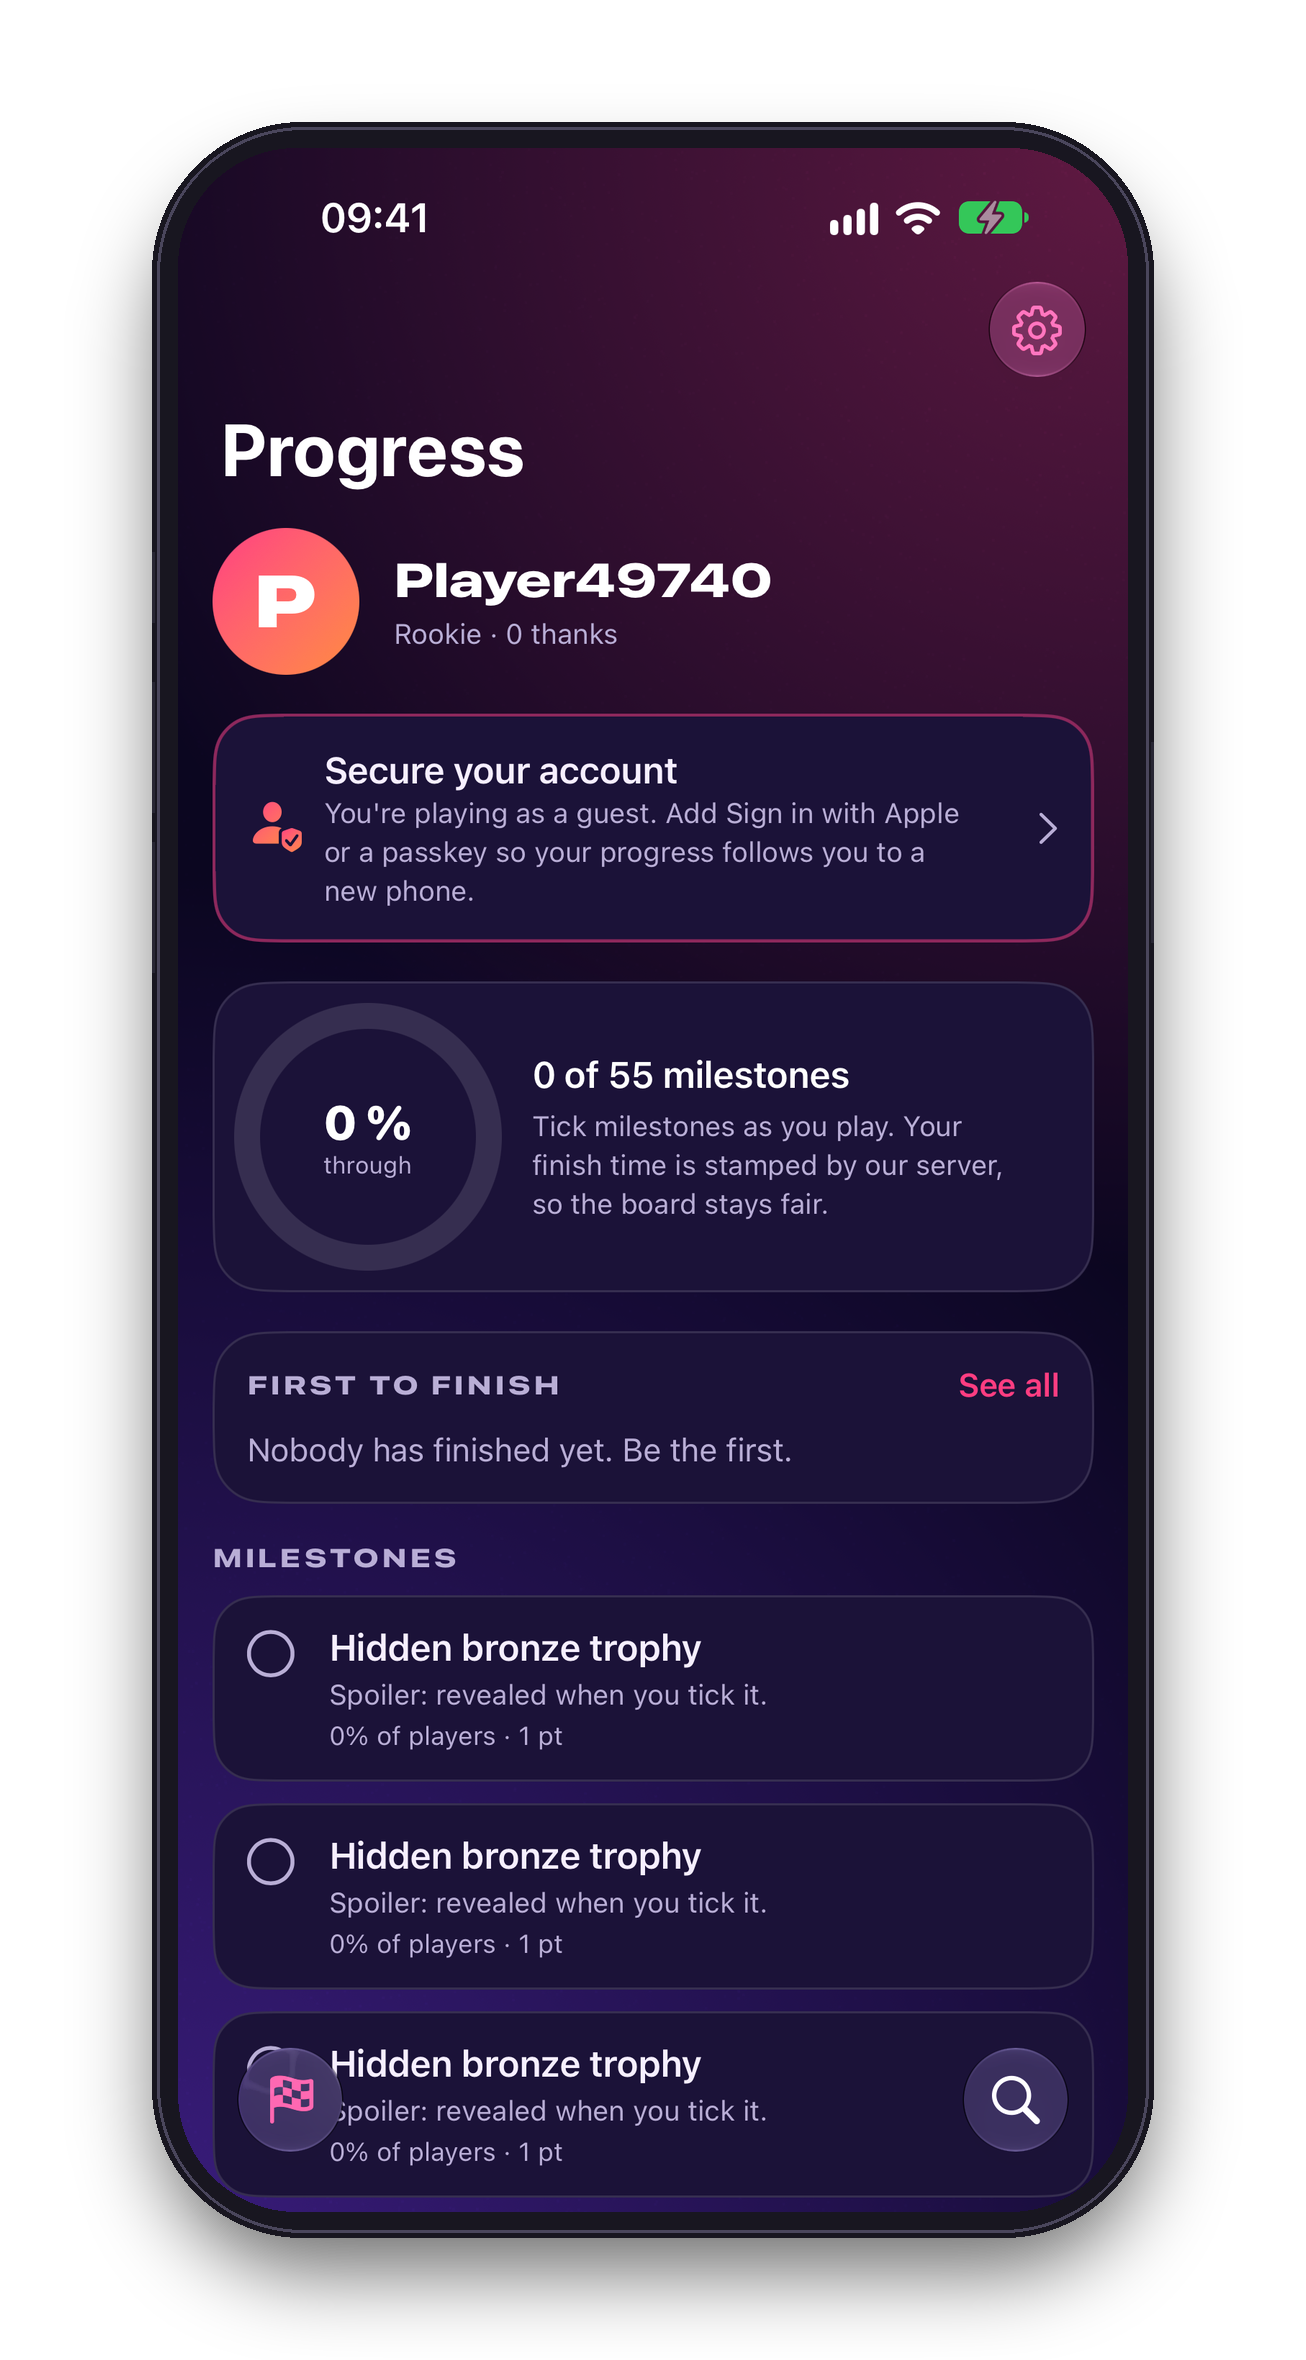 09:41
Progress
P
Player49740
Rookie · 0 thanks
Secure your account
You're playing as a guest. Add Sign in with Apple
or a passkey so your progress follows you to a
new phone.
0 %
through
0 of 55 milestones
Tick milestones as you play. Your
finish time is stamped by our server,
so the board stays fair.
FIRST TO FINISH
See all
Nobody has finished yet. Be the first.
MILESTONES
Hidden bronze trophy
Spoiler: revealed when you tick it.
0% of players · 1 pt
Hidden bronze trophy
Spoiler: revealed when you tick it.
0% of players · 1 pt
Hidden bronze trophy
Spoiler: revealed when you tick it.
0% of players · 1 pt